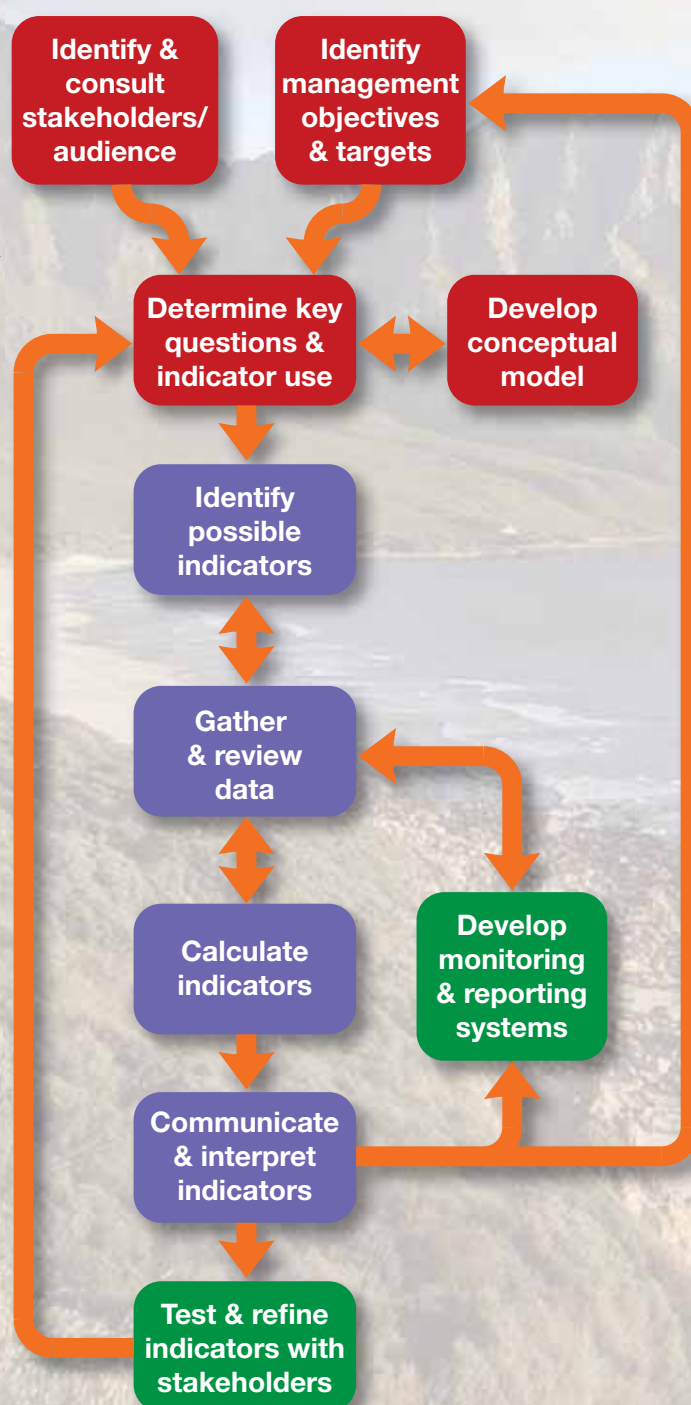 Identify &
consult
stakeholders/
audience
Identify
management
objectives
& targets
Determine key
questions &
indicator use
Develop
conceptual
model
Identify
possible
indicators
Gather
& review
data
Calculate
indicators
Develop
monitoring
& reporting
systems
Communicate
& interpret
indicators
Test & refine
indicators with
stakeholders